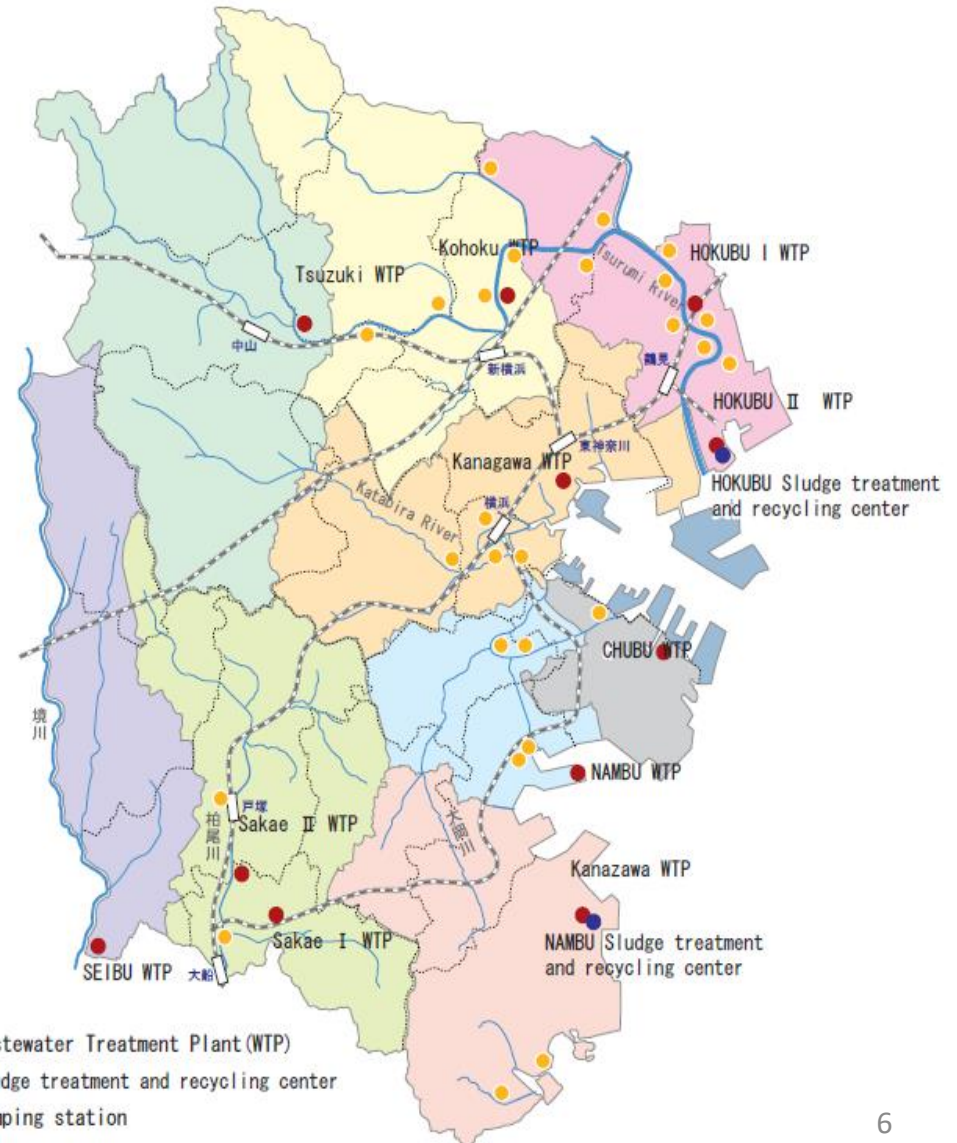 Kohoku WTP
HOKUBU I WTP
Tsuzuki WTP
Tsurumi River
中山
新横浜
鶴見
HOKUBU Ⅱ WTP
東神奈川
Kanagawa WTP
HOKUBU Sludge treatment
and recycling center
横浜
Katabira River
CHUBU WTP
境川
NAMBU WTP
戸塚
柏尾川
Sakae Ⅱ WTP
大岡川
Kanazawa WTP
Sakae I WTP
NAMBU Sludge treatment
and recycling center
SEIBU WTP
大船
stewater Treatment Plant(WTP)
udge treatment and recycling center
mping station
6